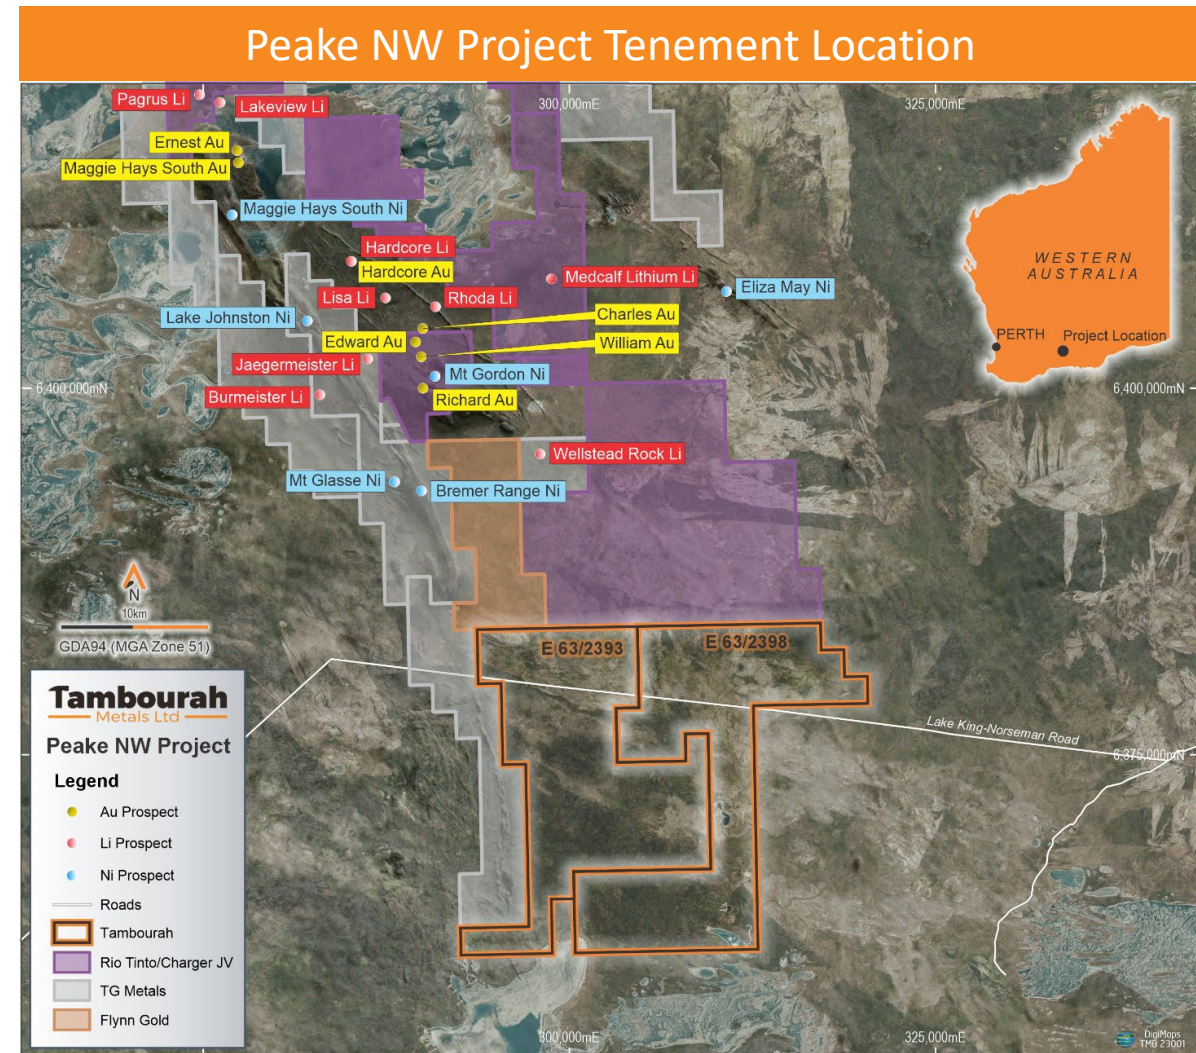 Peake NW Project Tenement Location
Pagrus Li
Lakeview Li
300,000mE
325,000mE
Ernest Au
Maggie Hays South Au
Maggie Hays South Ni
Hardcore Li
Hardcore Au
Medcalf Lithium Li
Eliza May Ni
WESTERN
AUSTRALIA
Lisa Li
Rhoda Li
Lake Johnston Ni
Charles Au
Edward Au
William Au
PERTH
Project Location
Jaegermeister Li
Mt Gordon Ni
6,400,000mN
6,400,000mN
Burmeister Li
Richard Au
Wellstead Rock Li
Mt Glasse Ni
Bremer Range Ni
N
10km
GDA94 (MGA Zone 51)
E 63/2393
E 63/2398
Lake King-Norseman Road
6,375,000mN
Tambourah
Metals Ltd
Peake NW Project
Legend
Au Prospect
Li Prospect
Ni Prospect
Roads
Tambourah
Rio Tinto/Charger JV
TG Metals
Flynn Gold
300,000mE
325,000mE
DigiMaps
TMB 23001